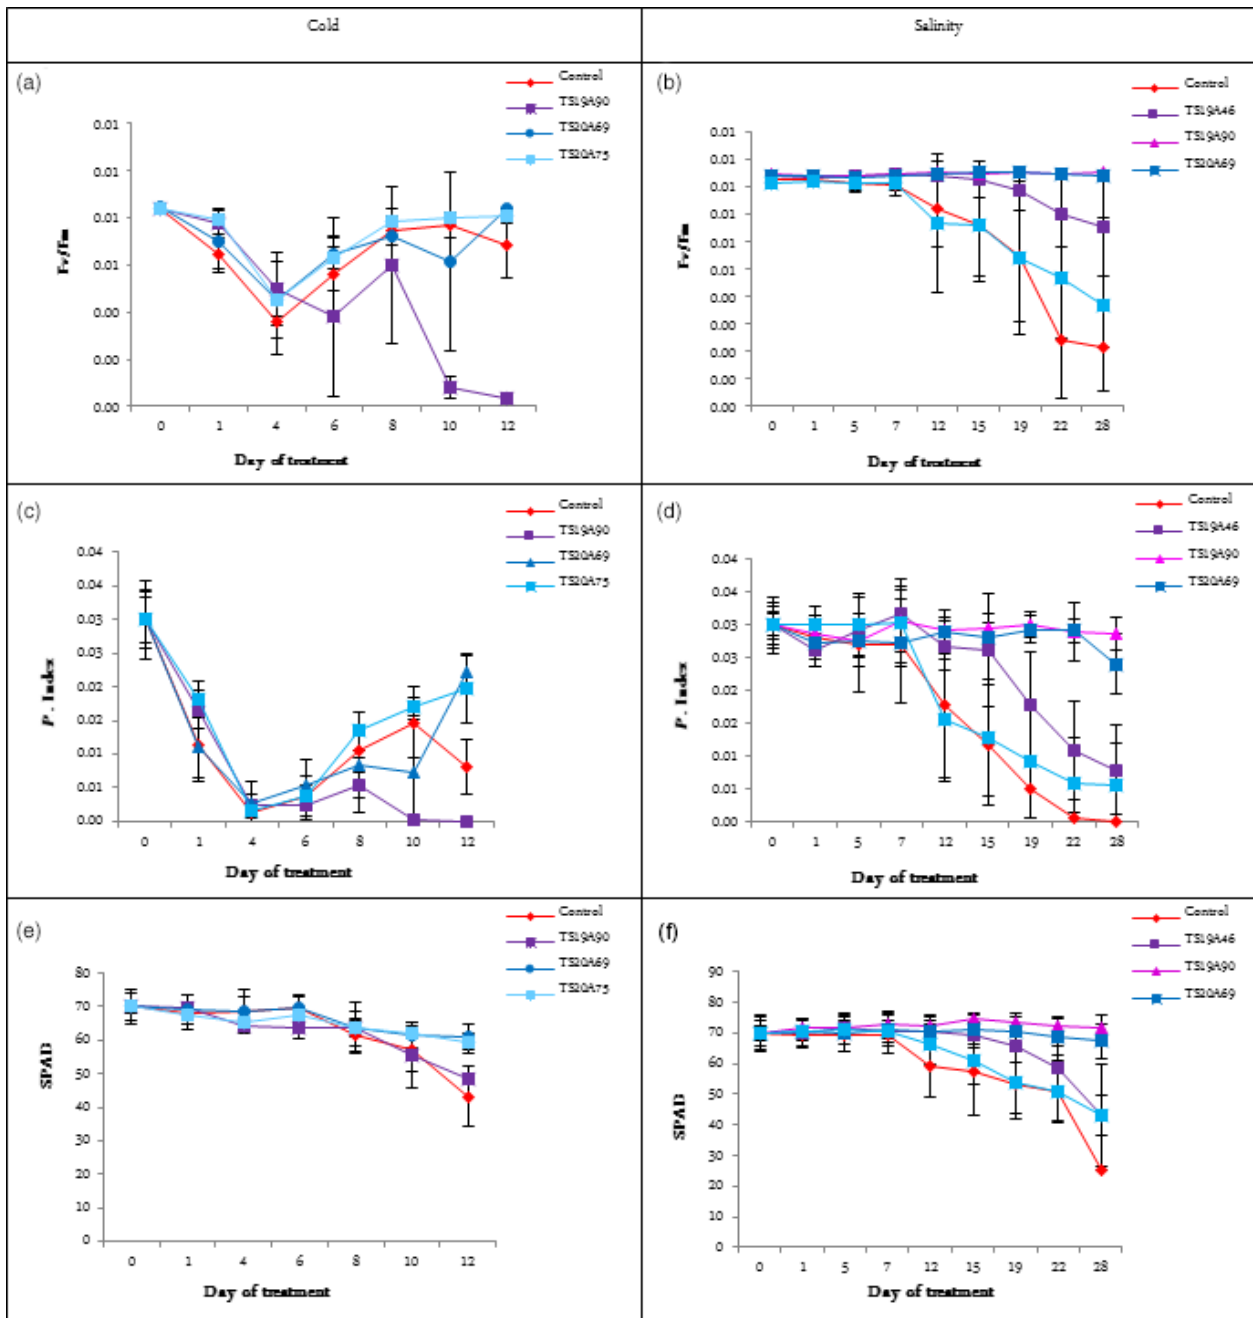 Cold
Salinity
(a)
Control
TS19A90
TS20A69
TS20A75
0.01
0.01
0.01
0.01
0.00
0.00
0.00
Fv/Fm
0 1 4 6 8 10 12
Day of treatment
(b)
Control
TS19A46
TS19A90
TS20A69
0.01
0.01
0.01
0.01
0.01
0.01
0.00
0.00
0.00
0.00
0.00
Fv/Fm
0 1 5 7 12 15 19 22 28
Day of treatment
(c)
Control
TS19A90
TS20A69
TS20A75
0.04
0.04
0.03
0.03
0.02
0.02
0.01
0.01
0.00
P. Index
0 1 4 6 8 10 12
Day of treatment
(d)
Control
TS19A46
TS19A90
TS20A69
0.04
0.04
0.03
0.03
0.02
0.02
0.01
0.01
0.00
P. Index
0 1 5 7 12 15 19 22 28
Day of treatment
(e)
Control
TS19A90
TS20A69
TS20A75
80
70
60
50
40
30
20
10
0
SPAD
0 1 4 6 8 10 12
Day of treatment
(f)
Control
TS19A46
TS19A90
TS20A69
90
80
70
60
50
40
30
20
10
0
SPAD
0 1 5 7 12 15 19 22 28
Day of treatment